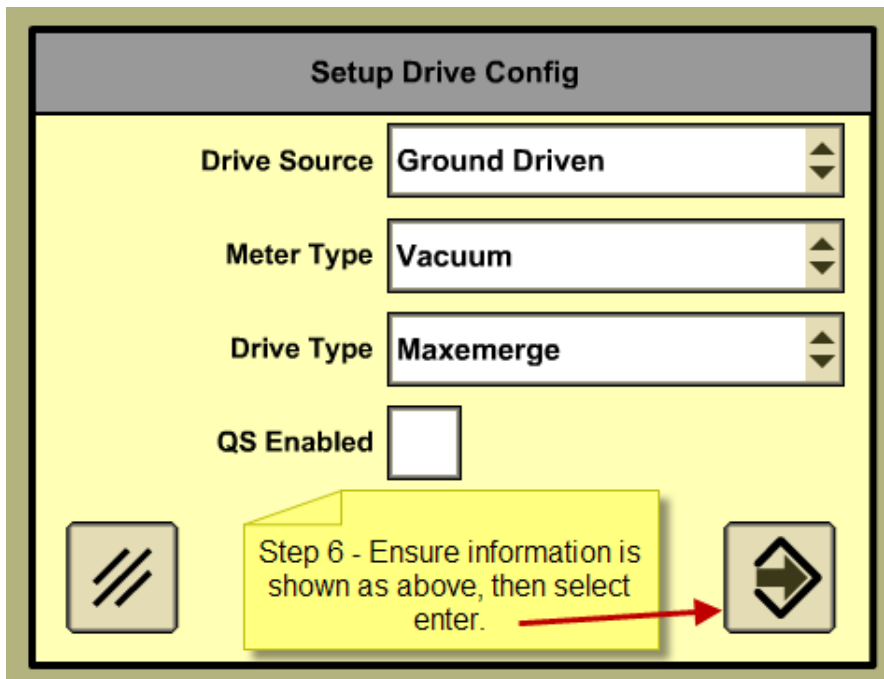 Setup Drive Config
Drive Source Ground Driven
Meter Type Vacuum
Drive Type Maxemerge
QS Enabled
Step 6 - Ensure information is
shown as above, then select
enter.